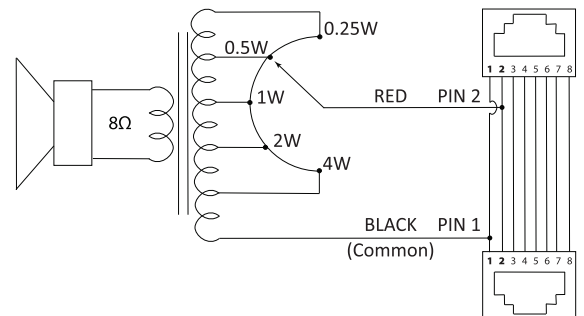 0.25W
0.5W
1W
2W
4W
8Ω
RED PIN 2
BLACK PIN 1
(Common)
1 2 3 4 5 6 7 8
1 2 3 4 5 6 7 8